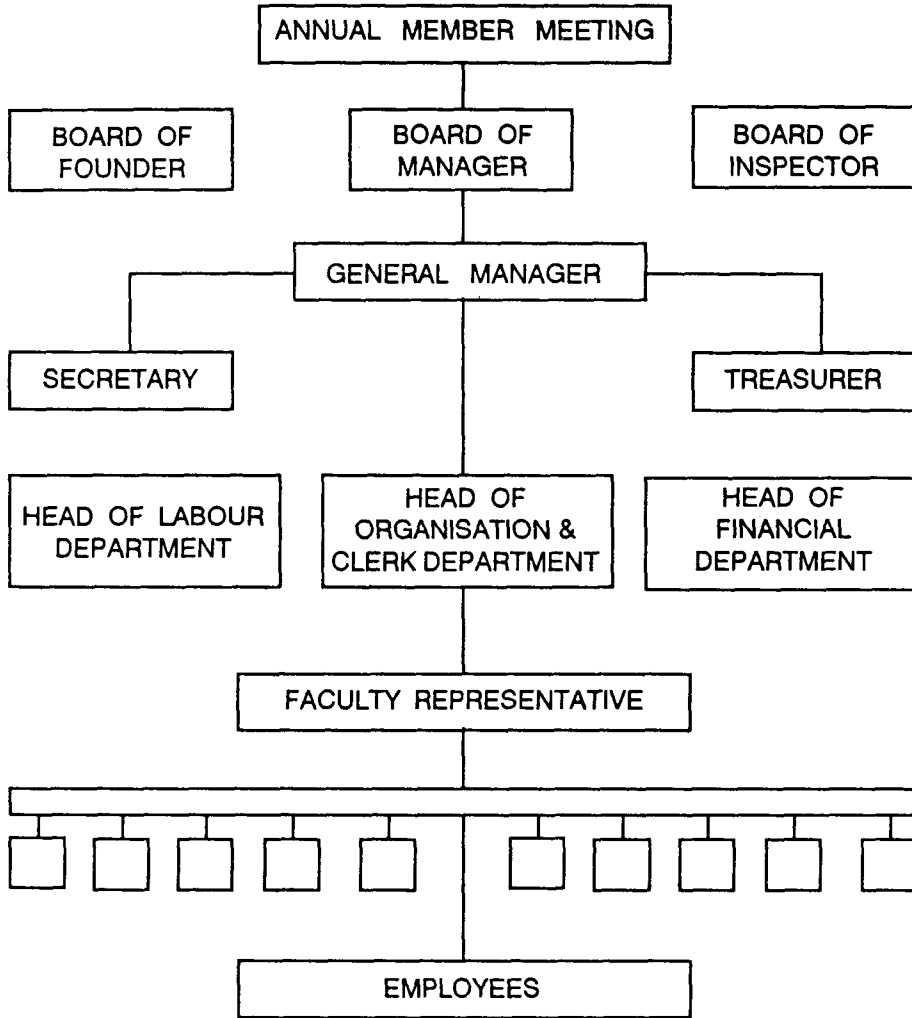 ANNUAL MEMBER MEETING
BOARD OF
FOUNDER
BOARD OF
MANAGER
BOARD OF
INSPECTOR
GENERAL MANAGER
SECRETARY
TREASURER
HEAD OF LABOUR
DEPARTMENT
HEAD OF
ORGANISATION &
CLERK DEPARTMENT
HEAD OF
FINANCIAL
DEPARTMENT
FACULTY REPRESENTATIVE
EMPLOYEES